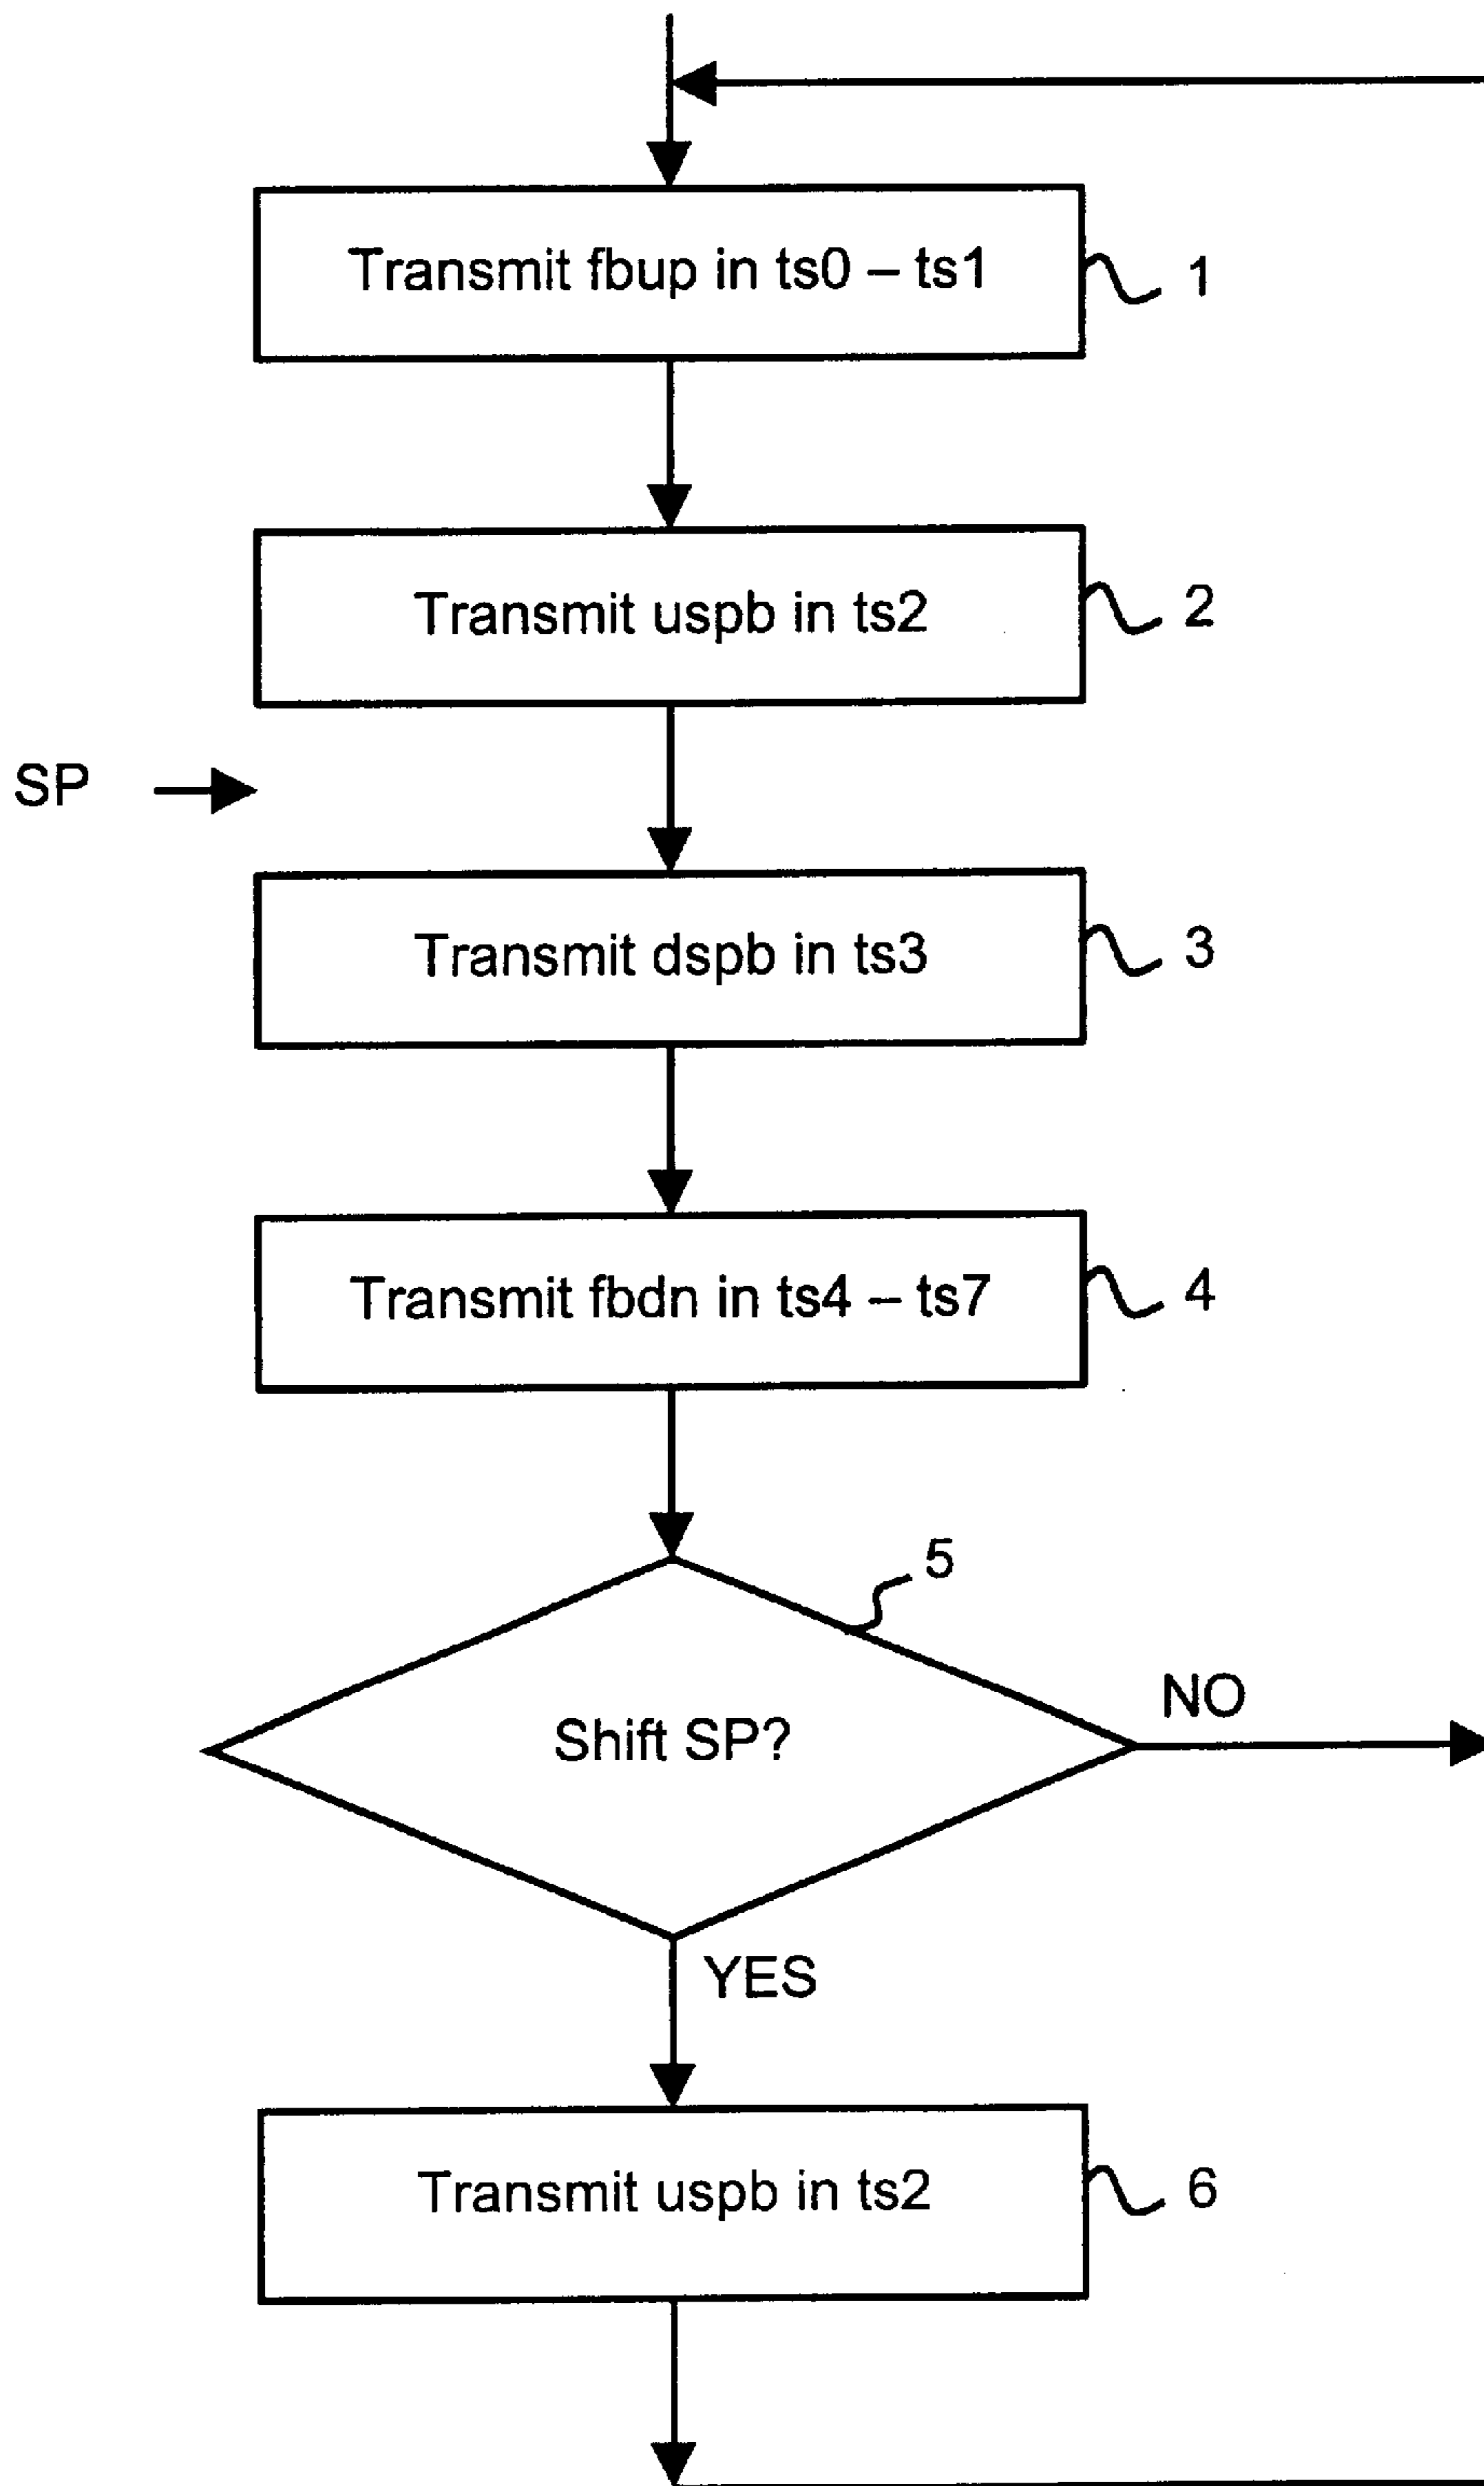 Transmit fbup in ts0 – ts1
1
Transmit uspb in ts2
2
SP
Transmit dspb in ts3
3
Transmit fbdn in ts4 – ts7
4
5
Shift SP?
NO
YES
Transmit uspb in ts2
6